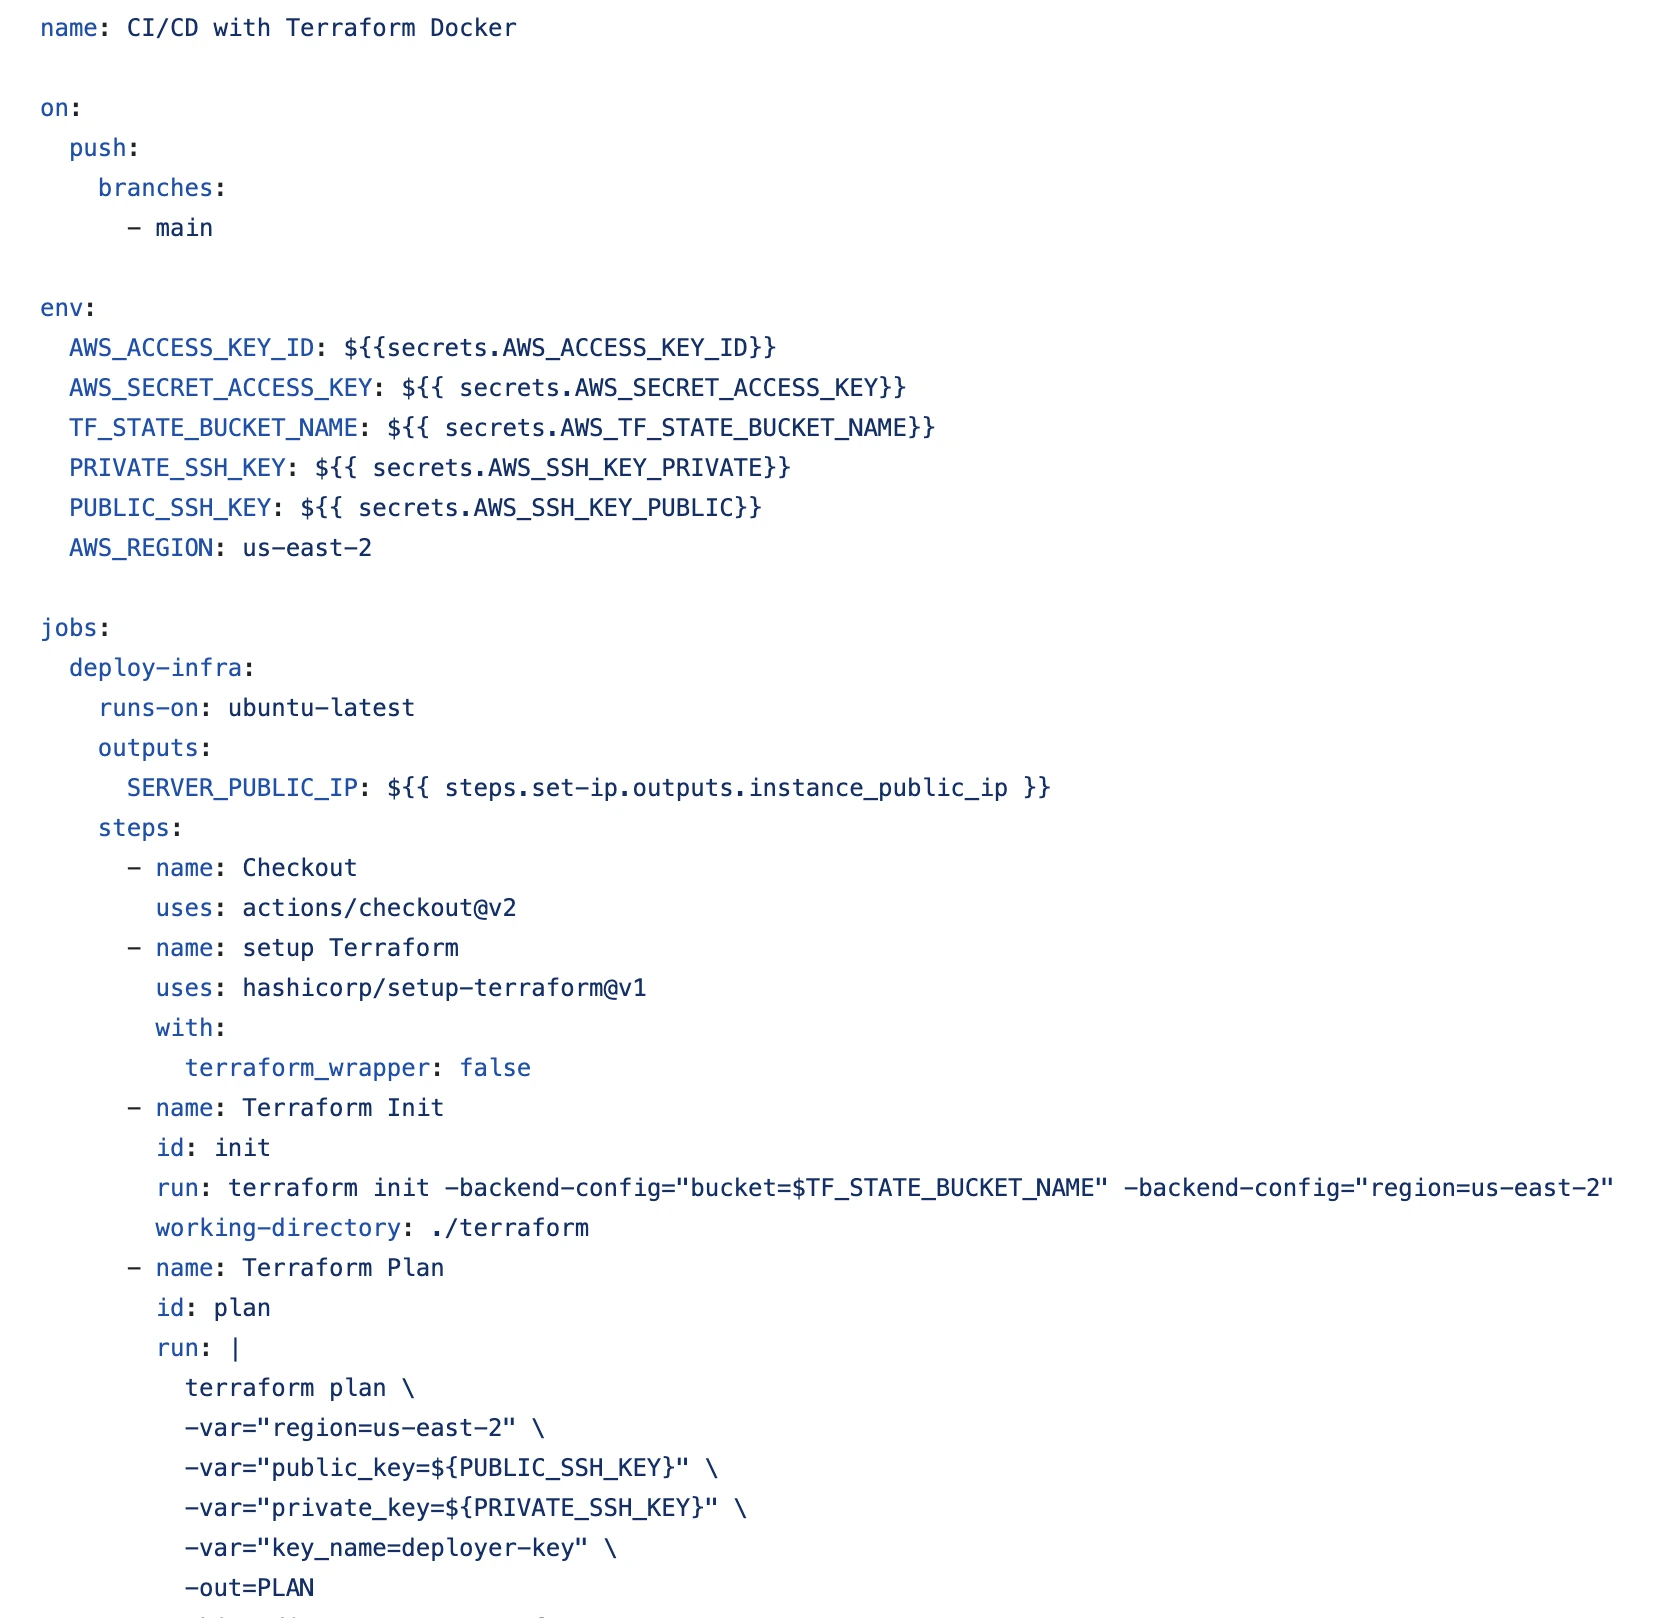 name: CI/CD with Terraform Docker
on:
  push:
    branches:
      - main
env:
  AWS_ACCESS_KEY_ID: ${{secrets.AWS_ACCESS_KEY_ID}}
  AWS_SECRET_ACCESS_KEY: ${{ secrets.AWS_SECRET_ACCESS_KEY}}
  TF_STATE_BUCKET_NAME: ${{ secrets.AWS_TF_STATE_BUCKET_NAME}}
  PRIVATE_SSH_KEY: ${{ secrets.AWS_SSH_KEY_PRIVATE}}
  PUBLIC_SSH_KEY: ${{ secrets.AWS_SSH_KEY_PUBLIC}}
  AWS_REGION: us-east-2
jobs:
  deploy-infra:
    runs-on: ubuntu-latest
    outputs:
      SERVER_PUBLIC_IP: ${{ steps.set-ip.outputs.instance_public_ip }}
    steps:
      - name: Checkout
        uses: actions/checkout@v2
      - name: setup Terraform
        uses: hashicorp/setup-terraform@v1
        with:
          terraform_wrapper: false
      - name: Terraform Init
        id: init
        run: terraform init -backend-config="bucket=$TF_STATE_BUCKET_NAME" -backend-config="region=us-east-2"
        working-directory: ./terraform
      - name: Terraform Plan
        id: plan
        run: |
          terraform plan \
          -var="region=us-east-2" \
          -var="public_key=${PUBLIC_SSH_KEY}" \
          -var="private_key=${PRIVATE_SSH_KEY}" \
          -var="key_name=deployer-key" \
          -out=PLAN